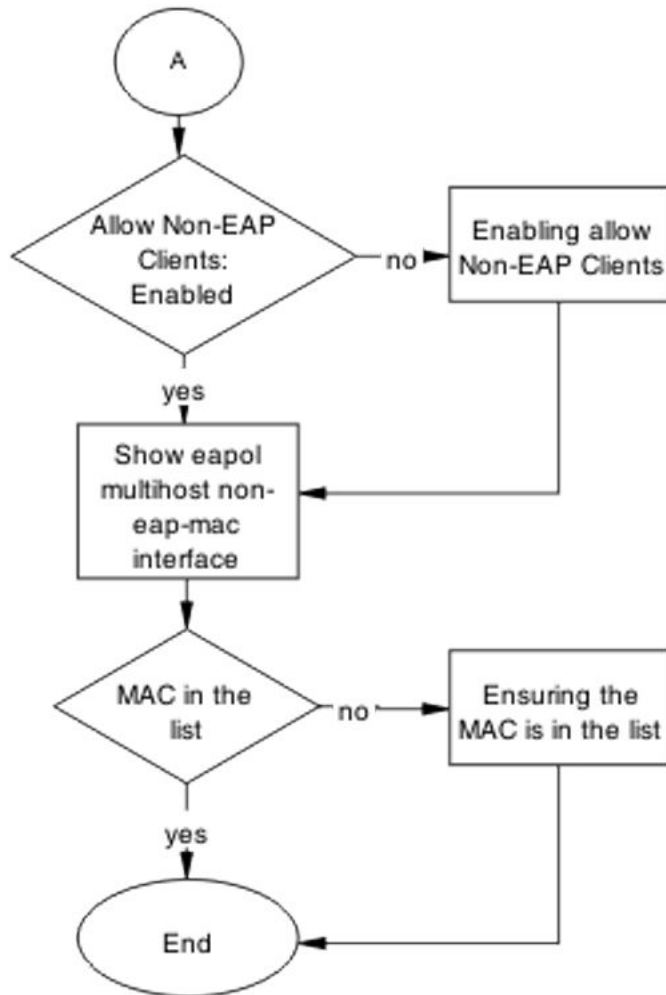 A
Allow Non-EAP
Clients:
Enabled
no
Enabling allow
Non-EAP Clients
yes
Show eapol
multihost non-
eap-mac
interface
MAC in the
list
no
Ensuring the
MAC is in the list
yes
End